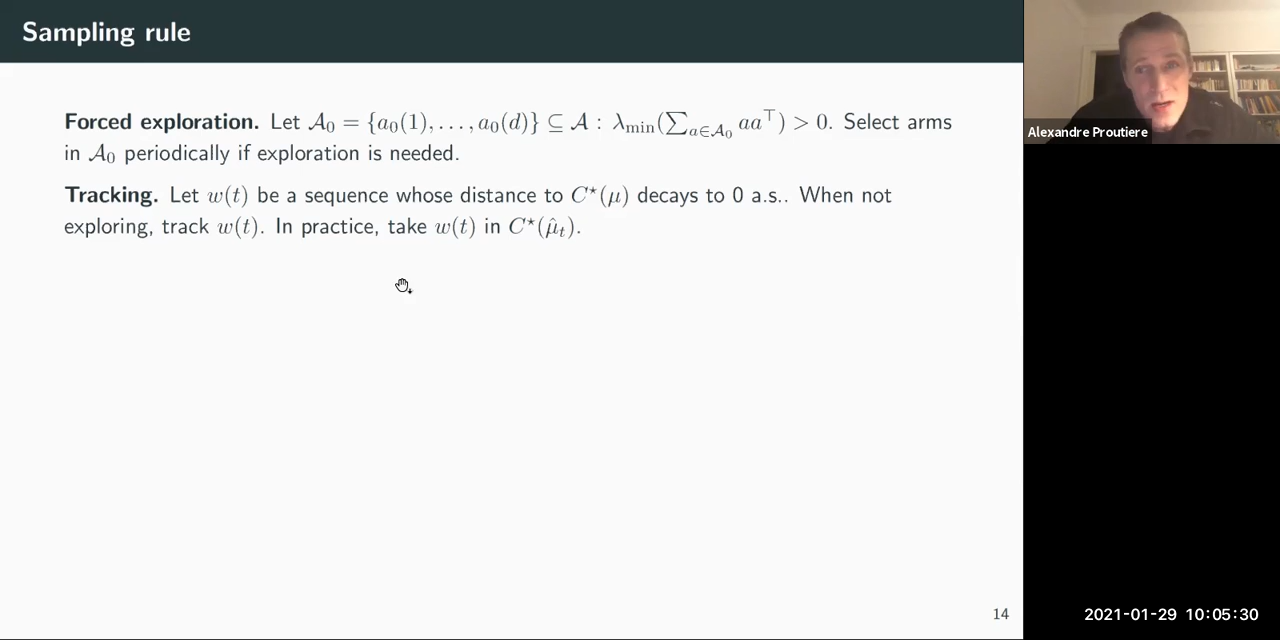 Sampling rule
Forced exploration. Let 𝒜₀ = {a₀(1), . . . , a₀(d)} ⊆ 𝒜 : λ_min(∑_{a∈𝒜₀} aa^⊤) > 0. Select arms
in 𝒜₀ periodically if exploration is needed.
Tracking. Let w(t) be a sequence whose distance to C⋆(μ) decays to 0 a.s.. When not
exploring, track w(t). In practice, take w(t) in C⋆(μ̂_t).
14
Alexandre Proutiere
2021-01-29 10:05:30